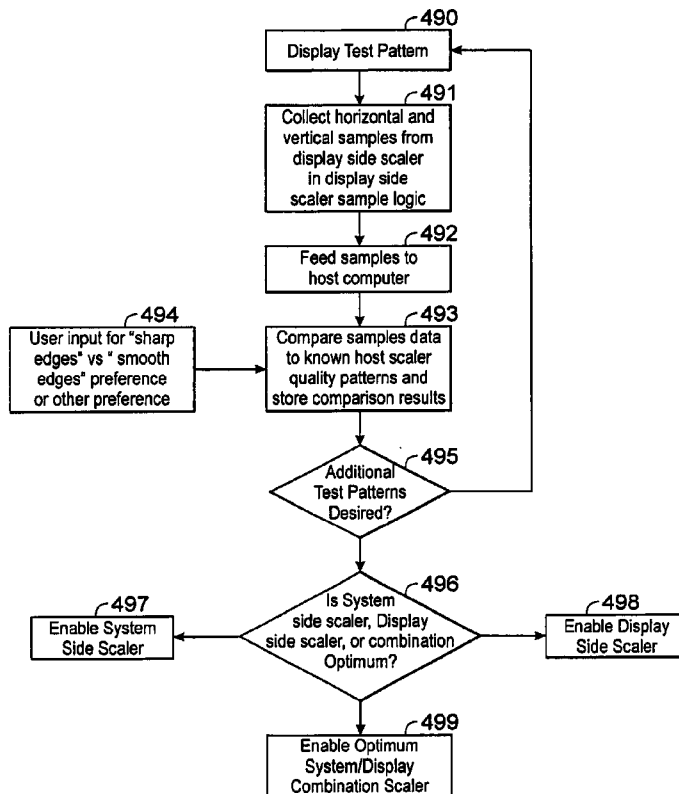 490
Display Test Pattern
491
Collect horizontal and
vertical samples from
display side scaler
in display side
scaler sample logic
492
Feed samples to
host computer
494
User input for "sharp
edges" vs " smooth
edges" preference
or other preference
493
Compare samples data
to known host scaler
quality patterns and
store comparison results
495
Additional
Test Patterns
Desired?
496
Is System
side scaler, Display
side scaler, or combination
Optimum?
497
Enable System
Side Scaler
498
Enable Display
Side Scaler
499
Enable Optimum
System/Display
Combination Scaler